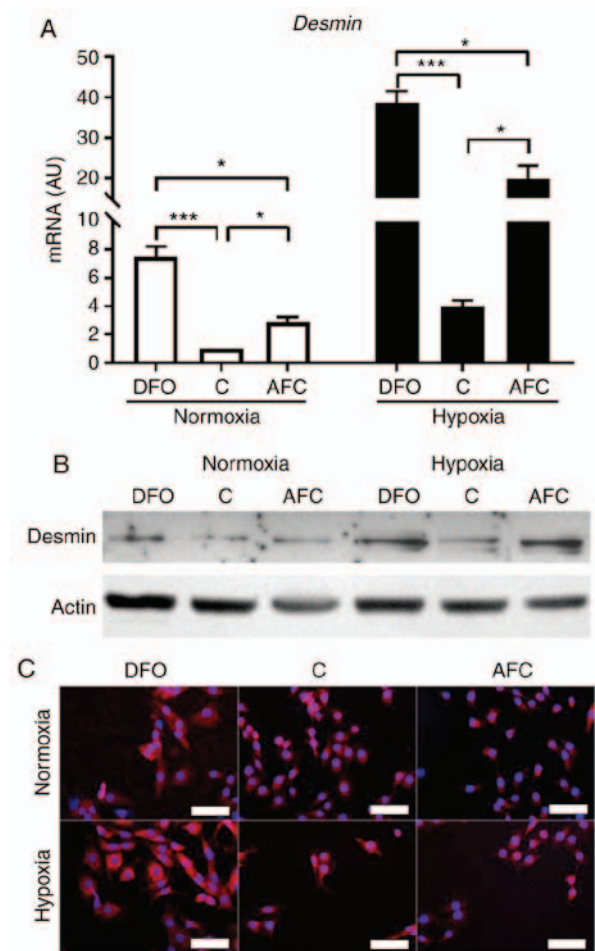 A
Desmin
mRNA (AU)
50
40
30
20
10
8
6
4
2
0
*
***
*
*
***
*
DFO C AFC DFO C AFC
Normoxia Hypoxia
B
Normoxia Hypoxia
DFO C AFC DFO C AFC
Desmin
Actin
C
DFO C AFC
Normoxia
Hypoxia